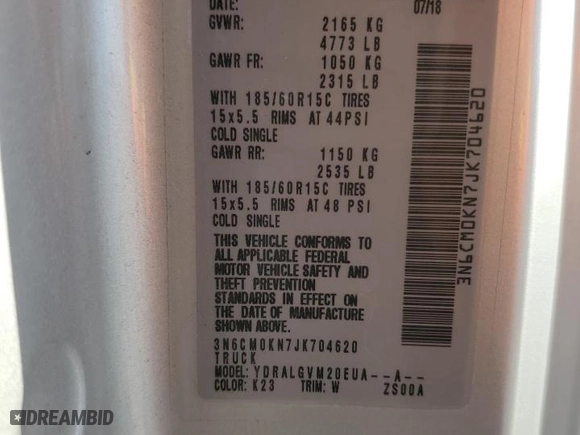 DATE: 07/18
GVWR: 2165 KG
4773 LB
GAWR FR: 1050 KG
2315 LB
WITH 185/60R15C TIRES
15x5.5 RIMS AT 44PSI
COLD SINGLE
GAWR RR: 1150 KG
2535 LB
WITH 185/60R15C TIRES
15x5.5 RIMS AT 48 PSI
COLD SINGLE
THIS VEHICLE CONFORMS TO
ALL APPLICABLE FEDERAL
MOTOR VEHICLE SAFETY AND
THEFT PREVENTION
STANDARDS IN EFFECT ON
THE DATE OF MANUFACTURE
SHOWN ABOVE.
3N6CM0KN7JK704620
TRUCK
MODEL: YDRALGVM20EUA--A--
COLOR: K23 TRIM: W ZS00A
3N6CM0KN7JK704620
DREAMBID